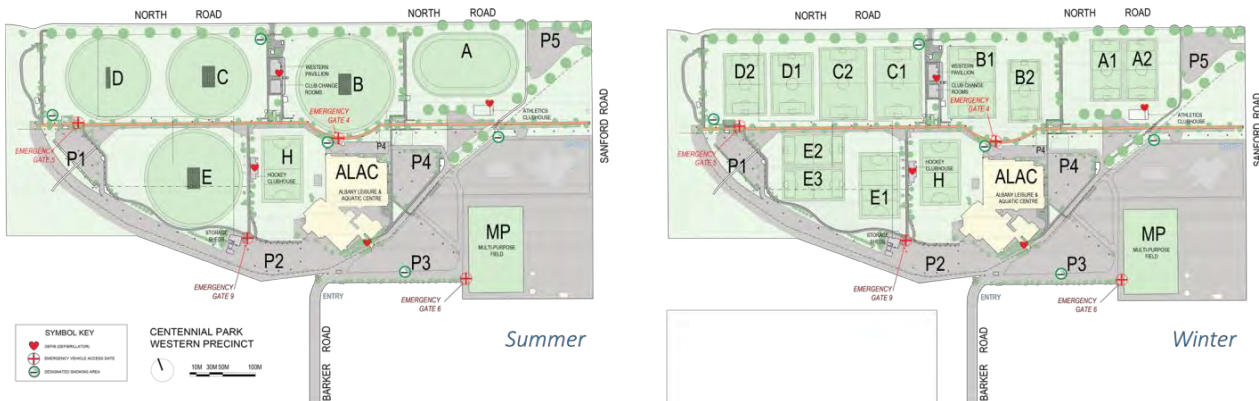 NORTH ROAD
NORTH ROAD
D
C
B
A
P5
WESTERN
PAVILLION
CLUB CHANGE
ROOMS
EMERGENCY
GATE 4
ATHLETICS
CLUBHOUSE
SANFORD ROAD
EMERGENCY
GATE 5
P1
E
H
HOCKEY
CLUBHOUSE
P4
P4
ALAC
ALBANY LEISURE &
AQUATIC CENTRE
MP
MULTI-PURPOSE
FIELD
STORAGE
SHEDS
P2
P3
EMERGENCY
GATE 9
ENTRY
EMERGENCY
GATE 6
BARKER ROAD
SYMBOL KEY
DEFIB (DEFIBRILLATOR)
EMERGENCY VEHICLE ACCESS GATE
DESIGNATED SMOKING AREA
CENTENNIAL PARK
WESTERN PRECINCT
10M 30M 50M 100M
Summer
NORTH ROAD
NORTH ROAD
D2
D1
C2
C1
B1
B2
A1
A2
P5
WESTERN
PAVILLION
CLUB CHANGE
ROOMS
EMERGENCY
GATE 4
ATHLETICS
CLUBHOUSE
SANFORD ROAD
EMERGENCY
GATE 5
P1
E2
E3
E1
HOCKEY
CLUBHOUSE
H
P4
P4
ALAC
ALBANY LEISURE &
AQUATIC CENTRE
MP
MULTI-PURPOSE
FIELD
STORAGE
SHEDS
P2
P3
EMERGENCY
GATE 9
ENTRY
EMERGENCY
GATE 6
BARKER ROAD
Winter